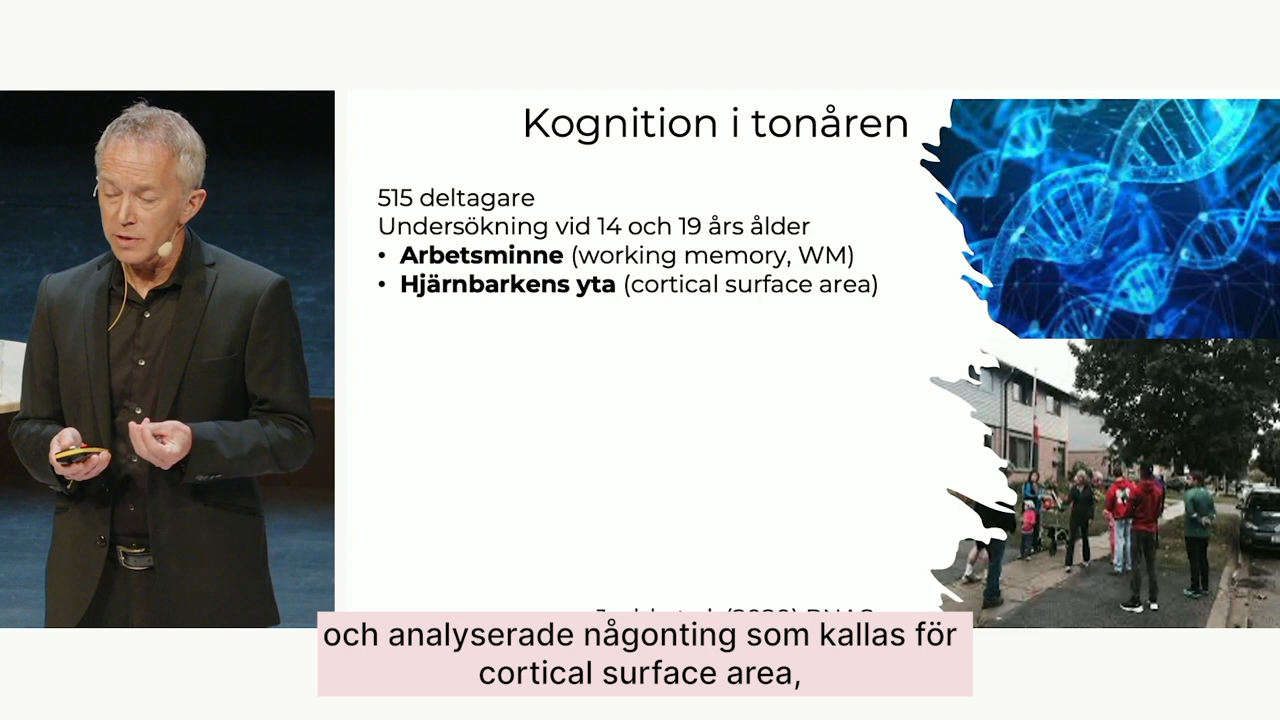 Kognition i tonåren
515 deltagare
Undersökning vid 14 och 19 års ålder
• Arbetsminne (working memory, WM)
• Hjärnbarkens yta (cortical surface area)
och analyserade någonting som kallas för
cortical surface area,